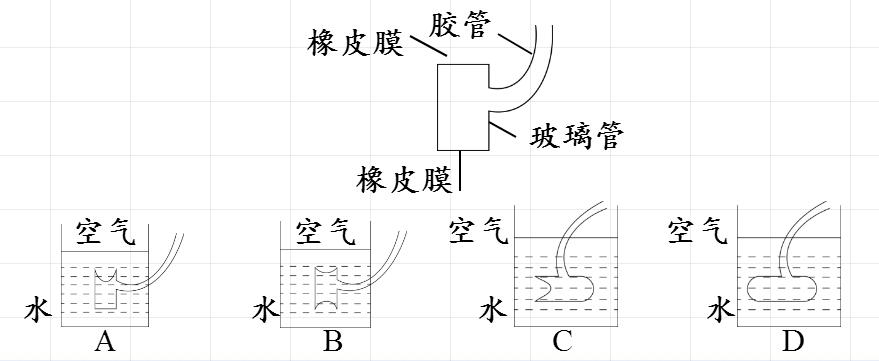 胶管
橡皮膜
玻璃管
橡皮膜
空气 空气 空气 空气
水 水 水 水
A B C D